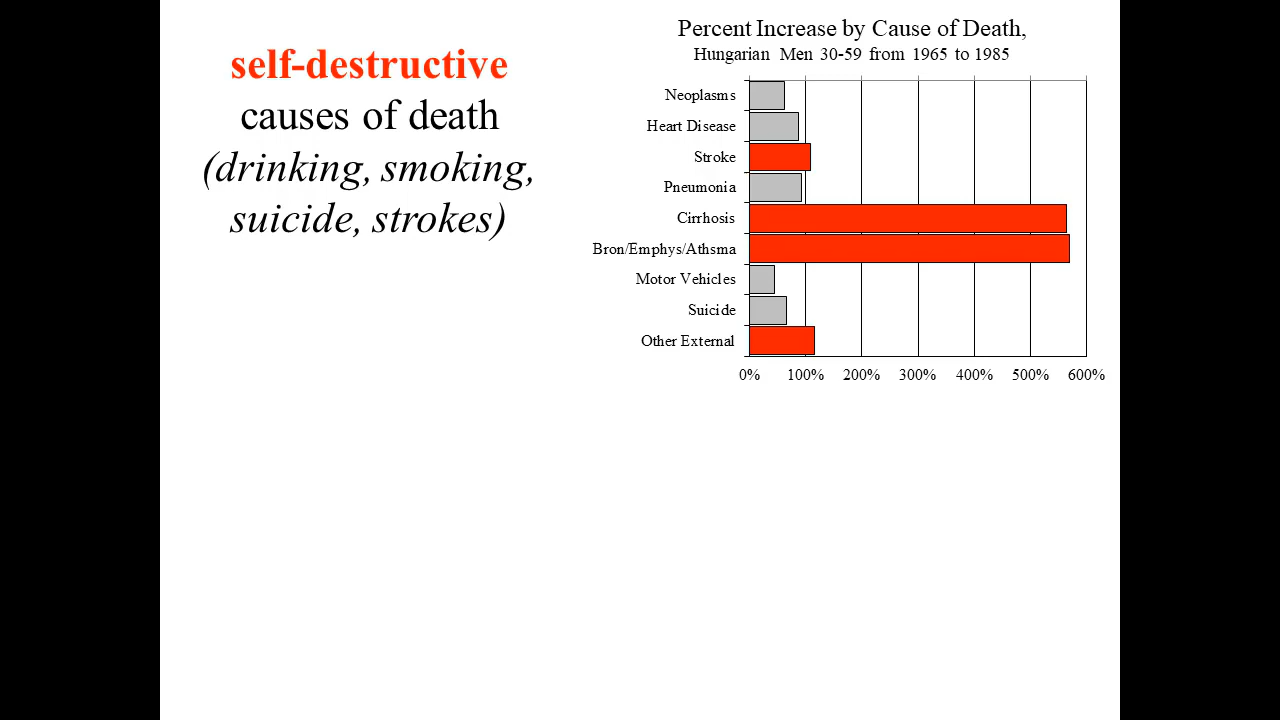 self-destructive
causes of death
(drinking, smoking,
suicide, strokes)
Percent Increase by Cause of Death,
Hungarian Men 30-59 from 1965 to 1985
Neoplasms
Heart Disease
Stroke
Pneumonia
Cirrhosis
Bron/Emphys/Athsma
Motor Vehicles
Suicide
Other External
0% 100% 200% 300% 400% 500% 600%